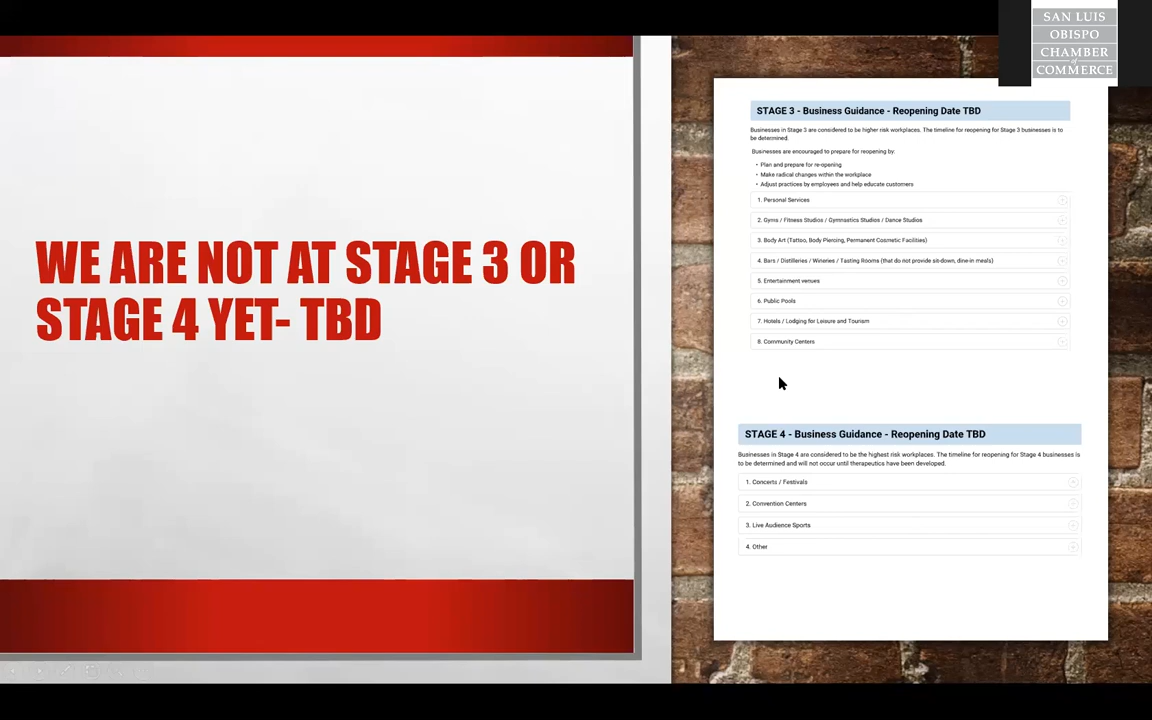 SAN LUIS
OBISPO
CHAMBER
of
COMMERCE
WE ARE NOT AT STAGE 3 OR
STAGE 4 YET- TBD
STAGE 3 - Business Guidance - Reopening Date TBD
Businesses in Stage 3 are considered to be higher risk workplaces. The timeline for reopening for Stage 3 businesses is to
be determined.
Businesses are encouraged to prepare for reopening by:
• Plan and prepare for re-opening
• Make radical changes within the workplace
• Adjust practices by employees and help educate customers
1. Personal Services
2. Gyms / Fitness Studios / Gymnastics Studios / Dance Studios
3. Body Art (Tattoo, Body Piercing, Permanent Cosmetic Facilities)
4. Bars / Distilleries / Wineries / Tasting Rooms (that do not provide sit-down, dine-in meals)
5. Entertainment venues
6. Public Pools
7. Hotels / Lodging for Leisure and Tourism
8. Community Centers
STAGE 4 - Business Guidance - Reopening Date TBD
Businesses in Stage 4 are considered to be the highest risk workplaces. The timeline for reopening for Stage 4 businesses is
to be determined and will not occur until therapeutics have been developed.
1. Concerts / Festivals
2. Convention Centers
3. Live Audience Sports
4. Other